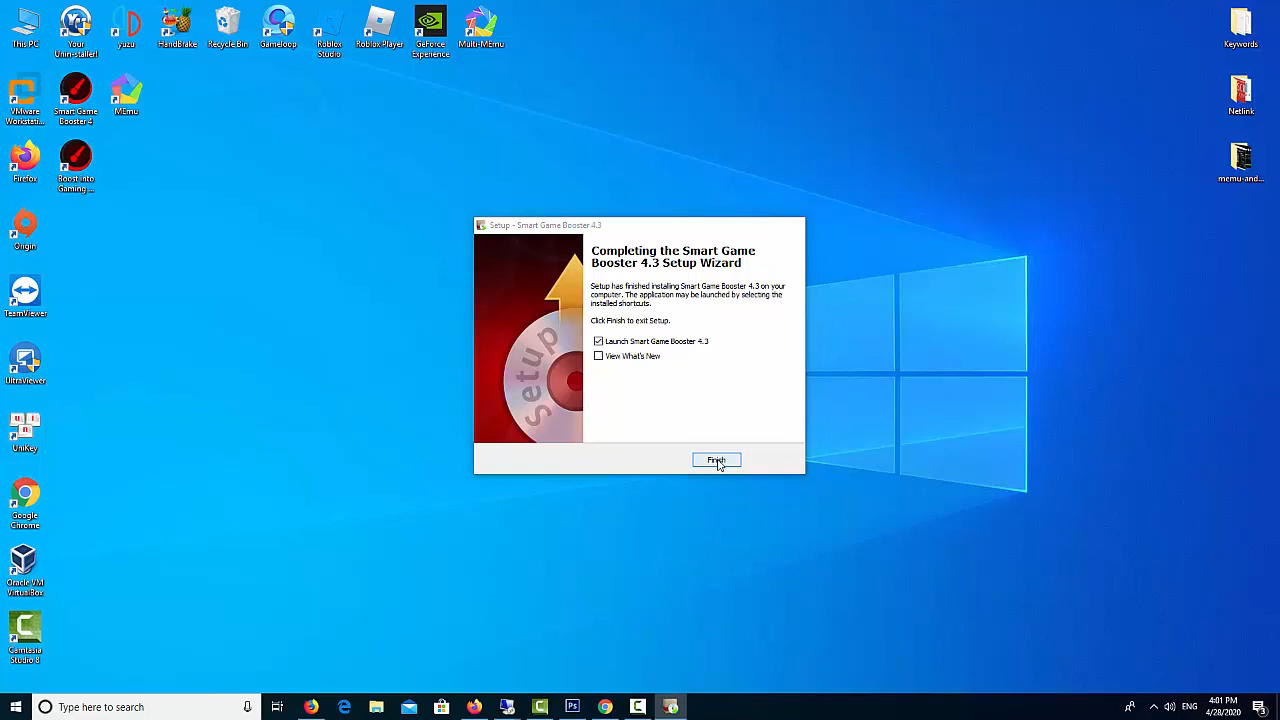 This PC
Your
Unin-staller!
yuzu
HandBrake
Recycle Bin
Gameloop
Roblox
Studio
Roblox Player
GeForce
Experience
Multi-MEmu
Keywords
VMware
Workstati...
Smart Game
Booster 4
MEmu
Netlink
Firefox
Boost into
Gaming ...
memu-and...
Origin
TeamViewer
UltraViewer
UniKey
Google
Chrome
Oracle VM
VirtualBox
Camtasia
Studio 8
Setup - Smart Game Booster 4.3
Completing the Smart Game
Booster 4.3 Setup Wizard
Setup has finished installing Smart Game Booster 4.3 on your
computer. The application may be launched by selecting the
installed shortcuts.
Click Finish to exit Setup.
Launch Smart Game Booster 4.3
View What's New
Setup
Finish
Type here to search
Ps
ENG
4:01 PM
4/28/2020